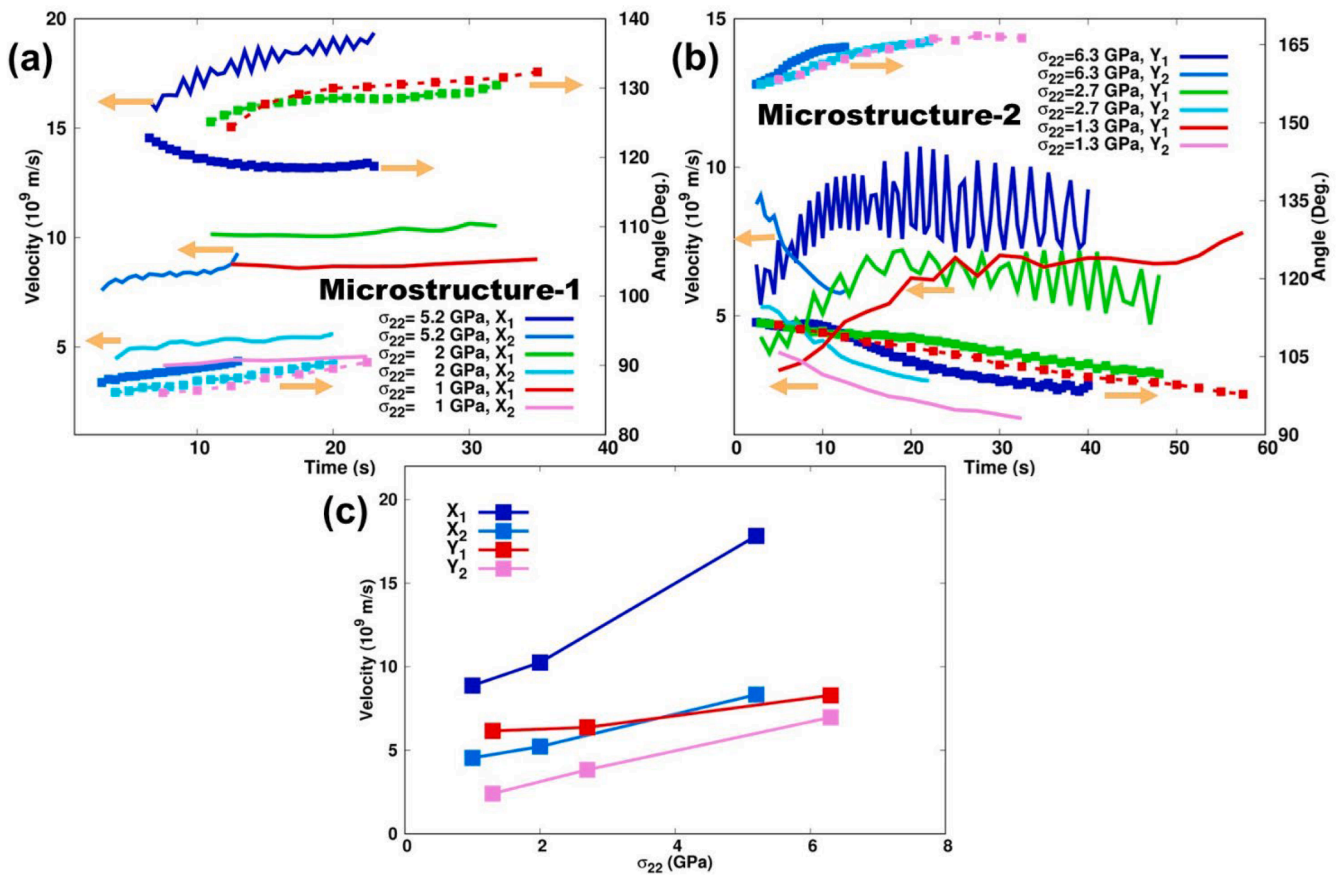 (a)
Velocity (10⁹ m/s)
20
15
10
5
10
20
30
40
Time (s)
140
130
120
110
100
90
80
Angle (Deg.)
Microstructure-1
σ₂₂= 5.2 GPa, X₁
σ₂₂= 5.2 GPa, X₂
σ₂₂= 2 GPa, X₁
σ₂₂= 2 GPa, X₂
σ₂₂= 1 GPa, X₁
σ₂₂= 1 GPa, X₂
(b)
Velocity (10⁹ m/s)
15
10
5
0
10
20
30
40
50
60
Time (s)
165
150
135
120
105
90
Angle (Deg.)
σ₂₂=6.3 GPa, Y₁
σ₂₂=6.3 GPa, Y₂
σ₂₂=2.7 GPa, Y₁
σ₂₂=2.7 GPa, Y₂
σ₂₂=1.3 GPa, Y₁
σ₂₂=1.3 GPa, Y₂
Microstructure-2
(c)
Velocity (10⁹ m/s)
20
15
10
5
0
X₁
X₂
Y₁
Y₂
0
2
4
6
8
σ₂₂ (GPa)